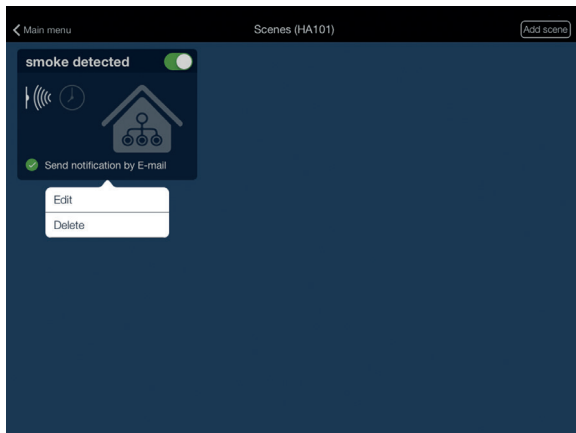 Main menu
Scenes (HA101)
Add scene
smoke detected
Send notification by E-mail
Edit
Delete